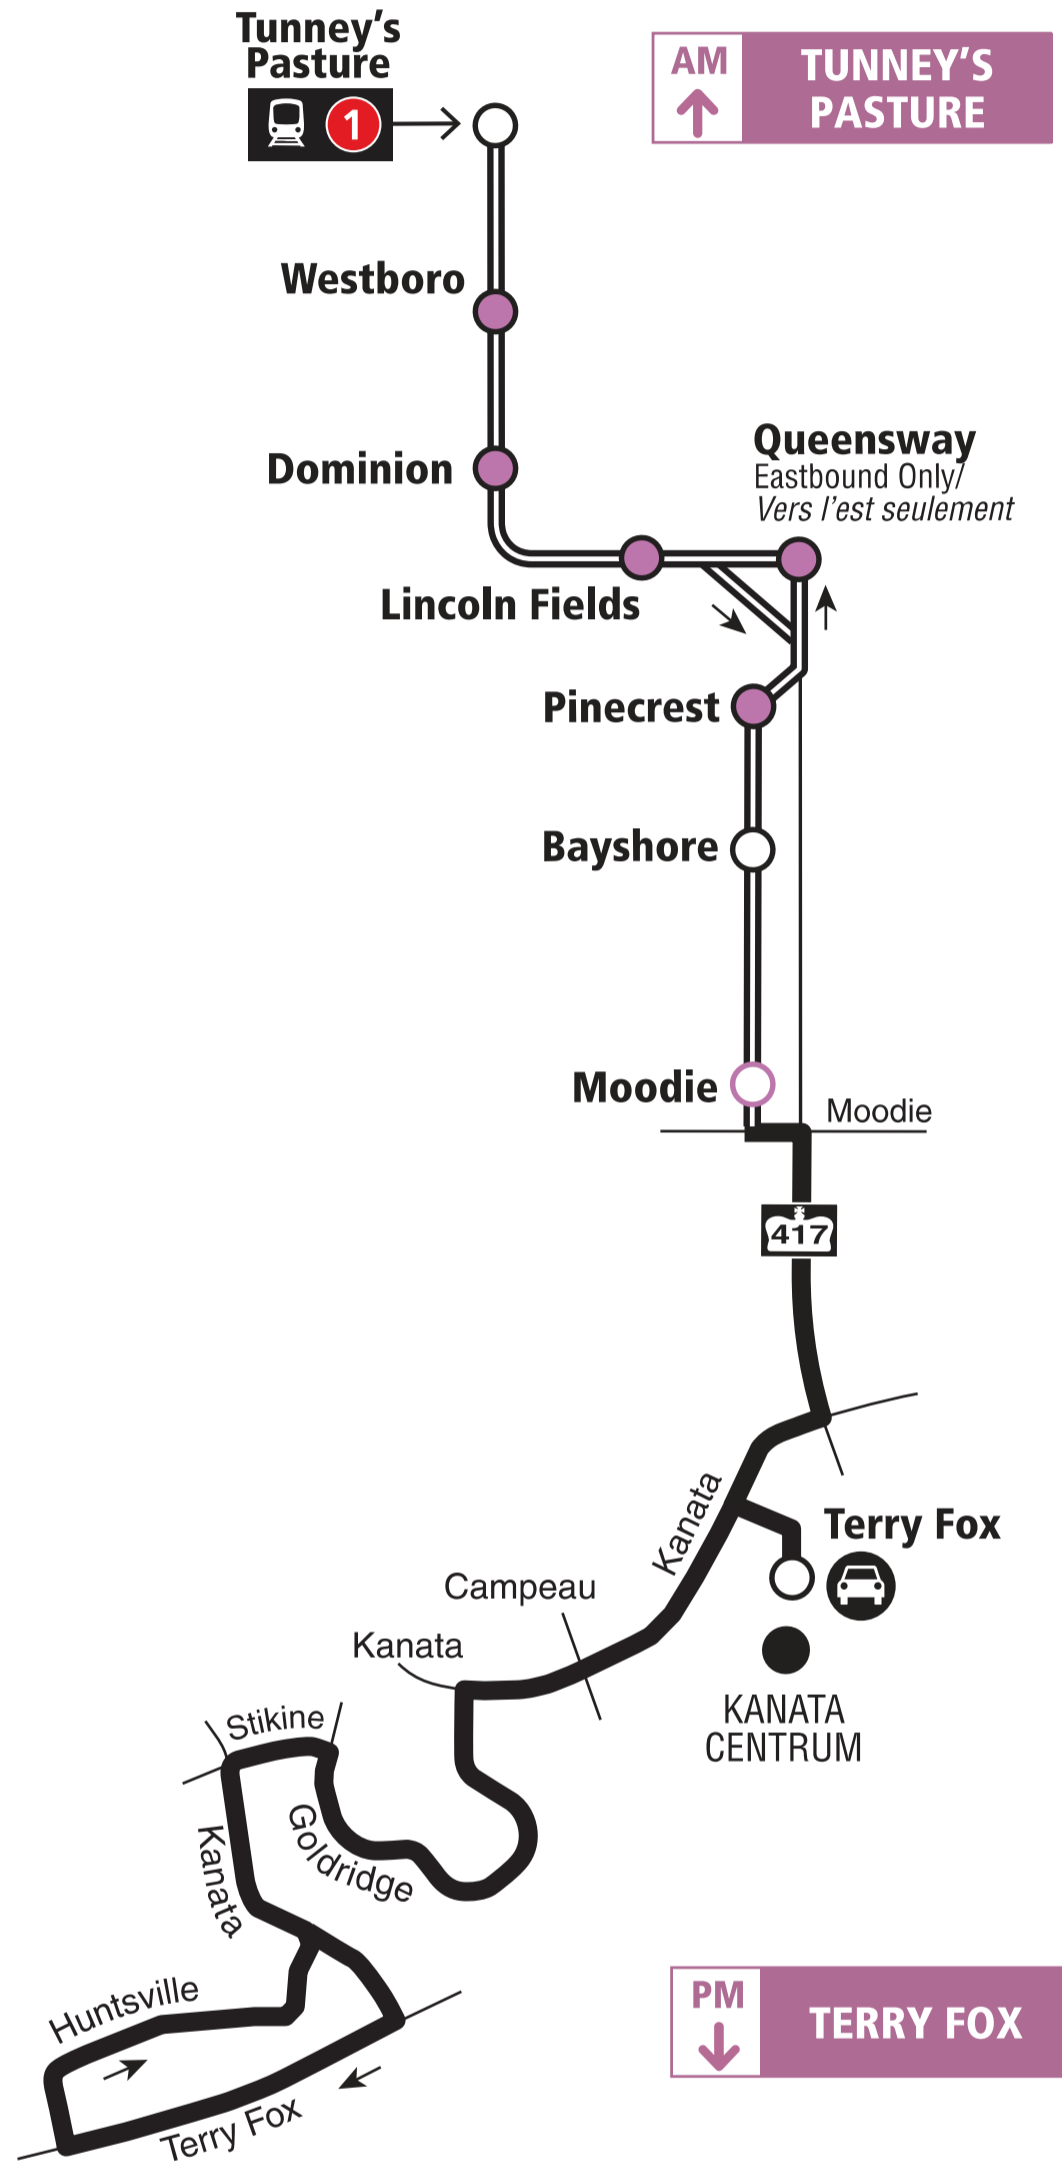 Tunney’s
Pasture
1
AM
TUNNEY’S
PASTURE
Westboro
Dominion
Queensway
Eastbound Only/
Vers l’est seulement
Lincoln Fields
Pinecrest
Bayshore
Moodie
Moodie
417
Kanata
Terry Fox
Campeau
Kanata
KANATA
CENTRUM
Stikine
Goldridge
Kanata
Huntsville
Terry Fox
PM
TERRY FOX